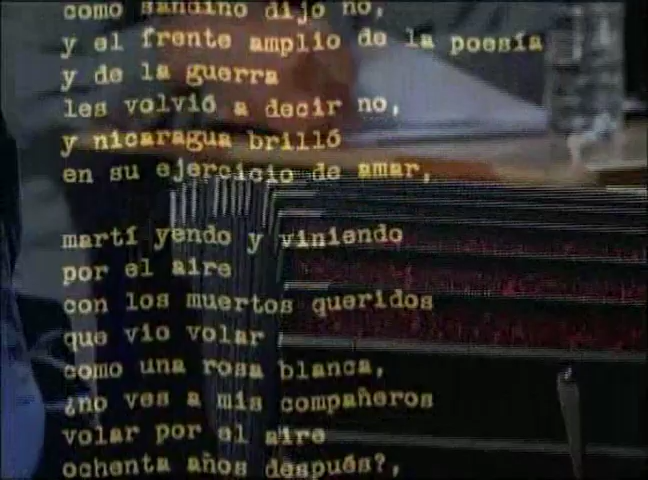 como sandino dijo no,
y el frente amplio de la poesía
y de la guerra
les volvió a decir no,
y nicaragua brilló
en su ejercicio de amar,
martí yendo y viniendo
por el aire
con los muertos queridos
que vio volar
como una rosa blanca,
¿no ves a mis compañeros
volar por el aire
ochenta años después?,